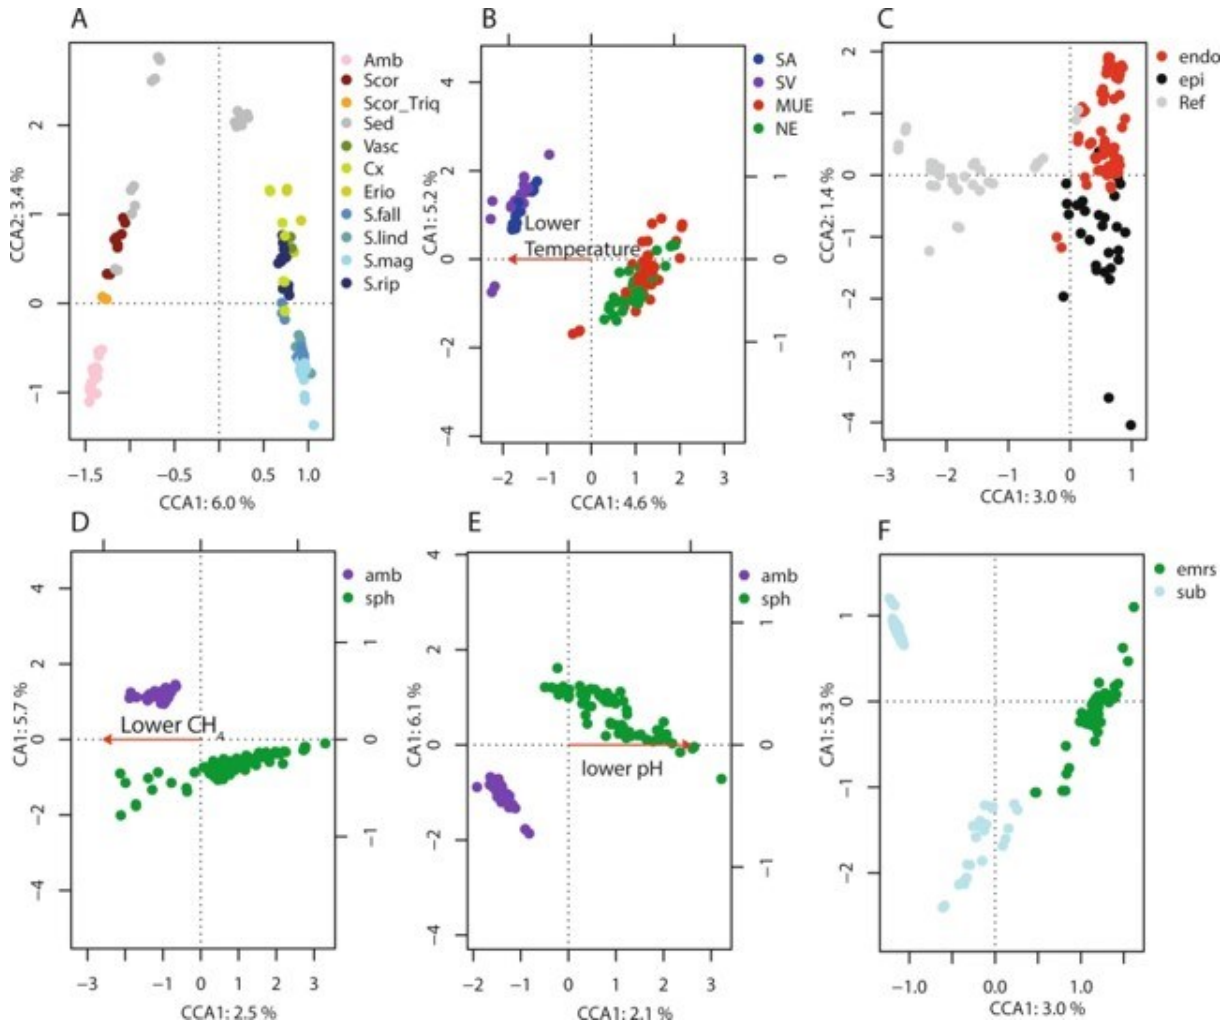 A
CCA2: 3.4 %
2
1
0
−1
−1.5
−0.5
0.5
1.0
CCA1: 6.0 %
Amb
Scor
Scor_Triq
Sed
Vasc
Cx
Erio
S.fall
S.lind
S.mag
S.rip
B
CA1: 5.2 %
4
2
0
−2
−4
Lower
Temperature
1
0
−1
−2
−1
0
1
2
3
CCA1: 4.6 %
SA
SV
MUE
NE
C
CCA2: 1.4 %
2
1
0
−1
−2
−3
−4
−3
−2
−1
0
1
CCA1: 3.0 %
endo
epi
Ref
D
CA1: 5.7 %
4
2
0
−2
−4
Lower CH4
1
0
−1
−3
−2
−1
0
1
2
3
CCA1: 2.5 %
amb
sph
E
CA1: 6.1 %
4
2
0
−2
−4
lower pH
1
0
−1
−2
−1
0
1
2
3
CCA1: 2.1 %
amb
sph
F
CA1: 5.3 %
1
0
−1
−2
−1.0
0.0
1.0
CCA1: 3.0 %
emrs
sub